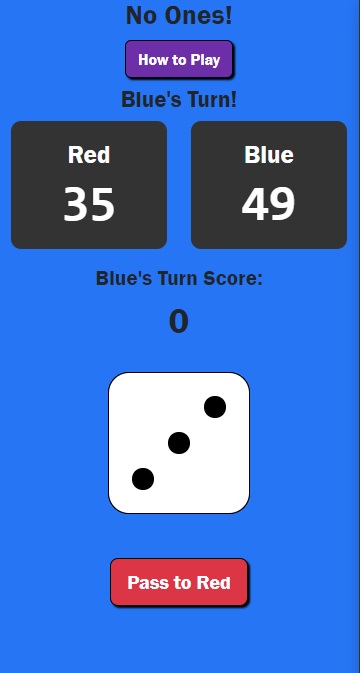 No Ones!
How to Play
Blue's Turn!
Red Blue
35 49
Blue's Turn Score:
0
Pass to Red